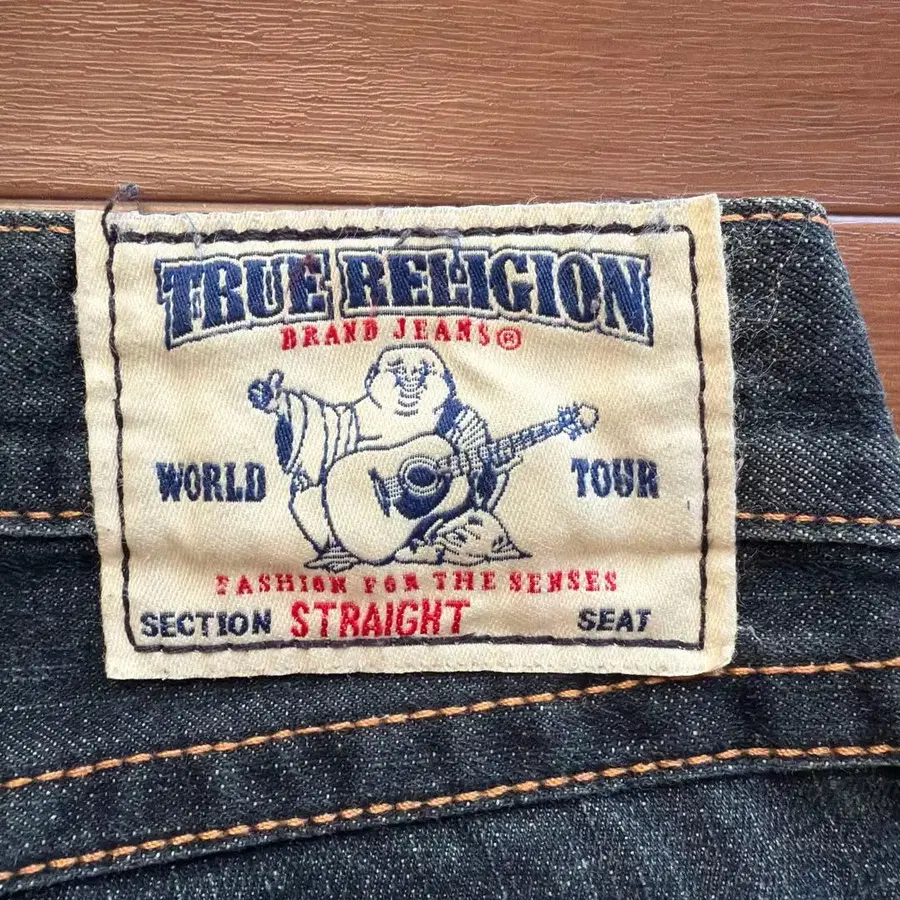 TRUE RELIGION
BRAND JEANS®
WORLD TOUR
FASHION FOR THE SENSES
SECTION STRAIGHT SEAT